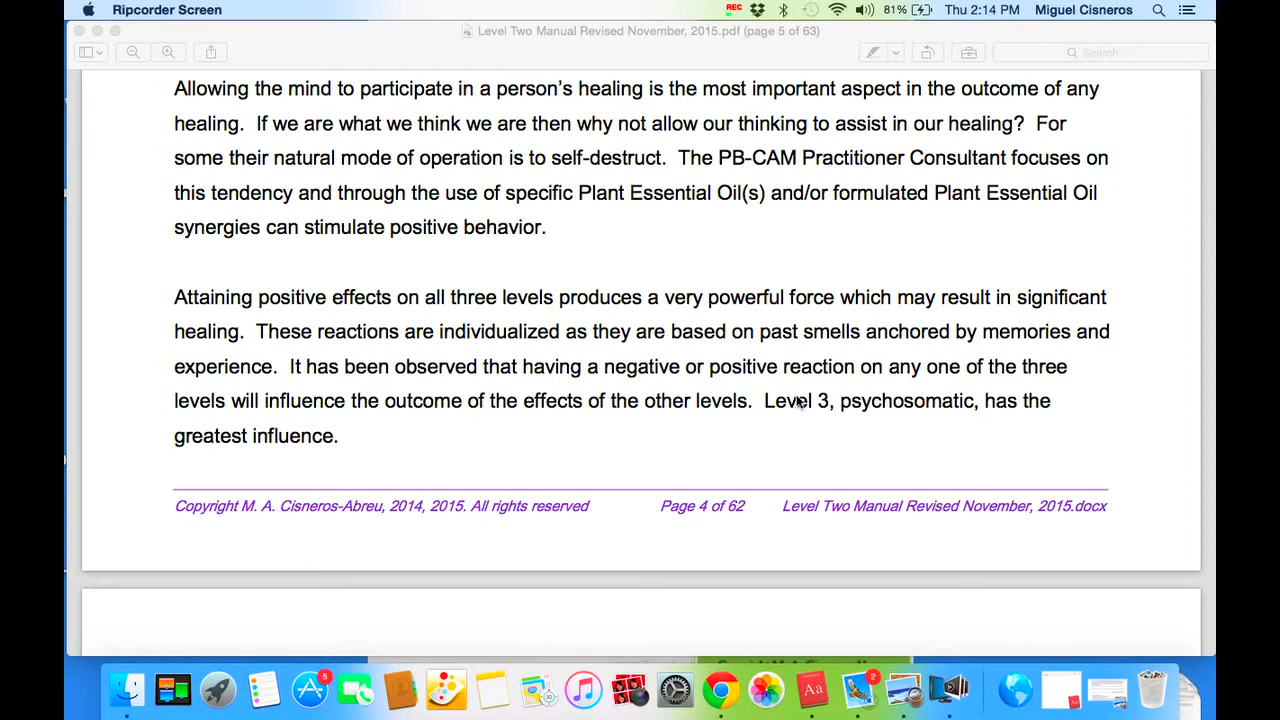 Ripcorder Screen
REC
81%
Thu 2:14 PM
Miguel Cisneros
Level Two Manual Revised November, 2015.pdf (page 5 of 63)
Search
Allowing the mind to participate in a person's healing is the most important aspect in the outcome of any
healing.  If we are what we think we are then why not allow our thinking to assist in our healing?  For
some their natural mode of operation is to self-destruct.  The PB-CAM Practitioner Consultant focuses on
this tendency and through the use of specific Plant Essential Oil(s) and/or formulated Plant Essential Oil
synergies can stimulate positive behavior.
Attaining positive effects on all three levels produces a very powerful force which may result in significant
healing.  These reactions are individualized as they are based on past smells anchored by memories and
experience.  It has been observed that having a negative or positive reaction on any one of the three
levels will influence the outcome of the effects of the other levels.  Level 3, psychosomatic, has the
greatest influence.
Copyright M. A. Cisneros-Abreu, 2014, 2015. All rights reserved
Page 4 of 62
Level Two Manual Revised November, 2015.docx
5
30
Aa
2